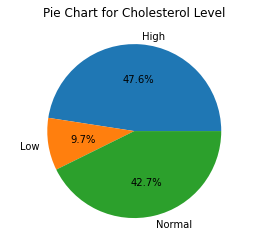 Pie Chart for Cholesterol Level
High
47.6%
Low
9.7%
42.7%
Normal